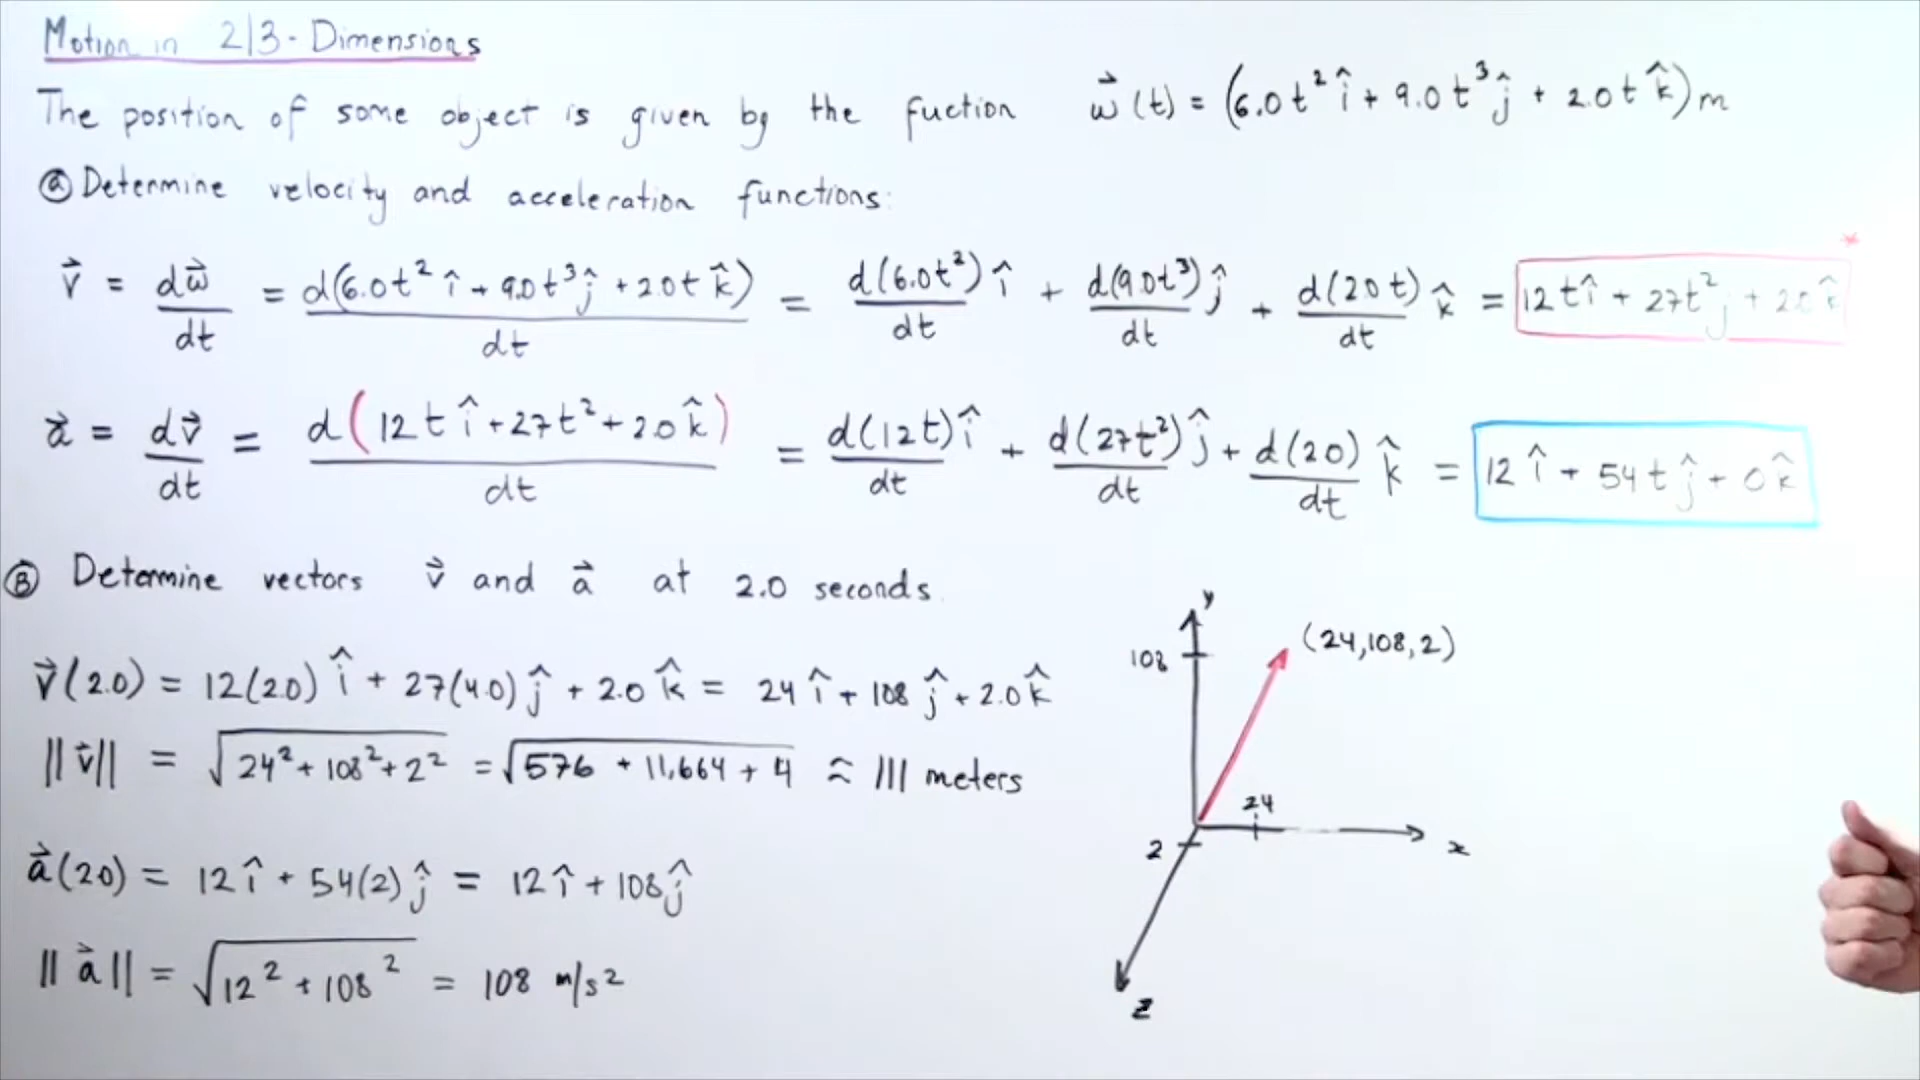 Motion in 2/3-Dimensions
The position of some object is given by the fuction w⃗(t) = (6.0t² î + 9.0t³ ĵ + 2.0t k̂) m
Ⓐ Determine velocity and acceleration functions:
v⃗ = dw⃗/dt = d(6.0t² î + 9.0t³ ĵ + 2.0t k̂)/dt = d(6.0t²)/dt î + d(9.0t³)/dt ĵ + d(2.0t)/dt k̂ = 12t î + 27t² ĵ + 2.0 k̂ *
a⃗ = dv⃗/dt = d(12t î + 27t² + 2.0 k̂)/dt = d(12t)/dt î + d(27t²)/dt ĵ + d(2.0)/dt k̂ = 12 î + 54t ĵ + 0 k̂
Ⓑ Determine vectors v⃗ and a⃗ at 2.0 seconds.
v⃗(2.0) = 12(2.0) î + 27(4.0) ĵ + 2.0 k̂ = 24 î + 108 ĵ + 2.0 k̂
||v⃗|| = √(24² + 108² + 2²) = √(576 + 11,664 + 4) ≈ 111 meters
a⃗(2.0) = 12 î + 54(2) ĵ = 12 î + 108 ĵ
||a⃗|| = √(12² + 108²) = 108 m/s²
y
108
(24,108,2)
24
x
2
z